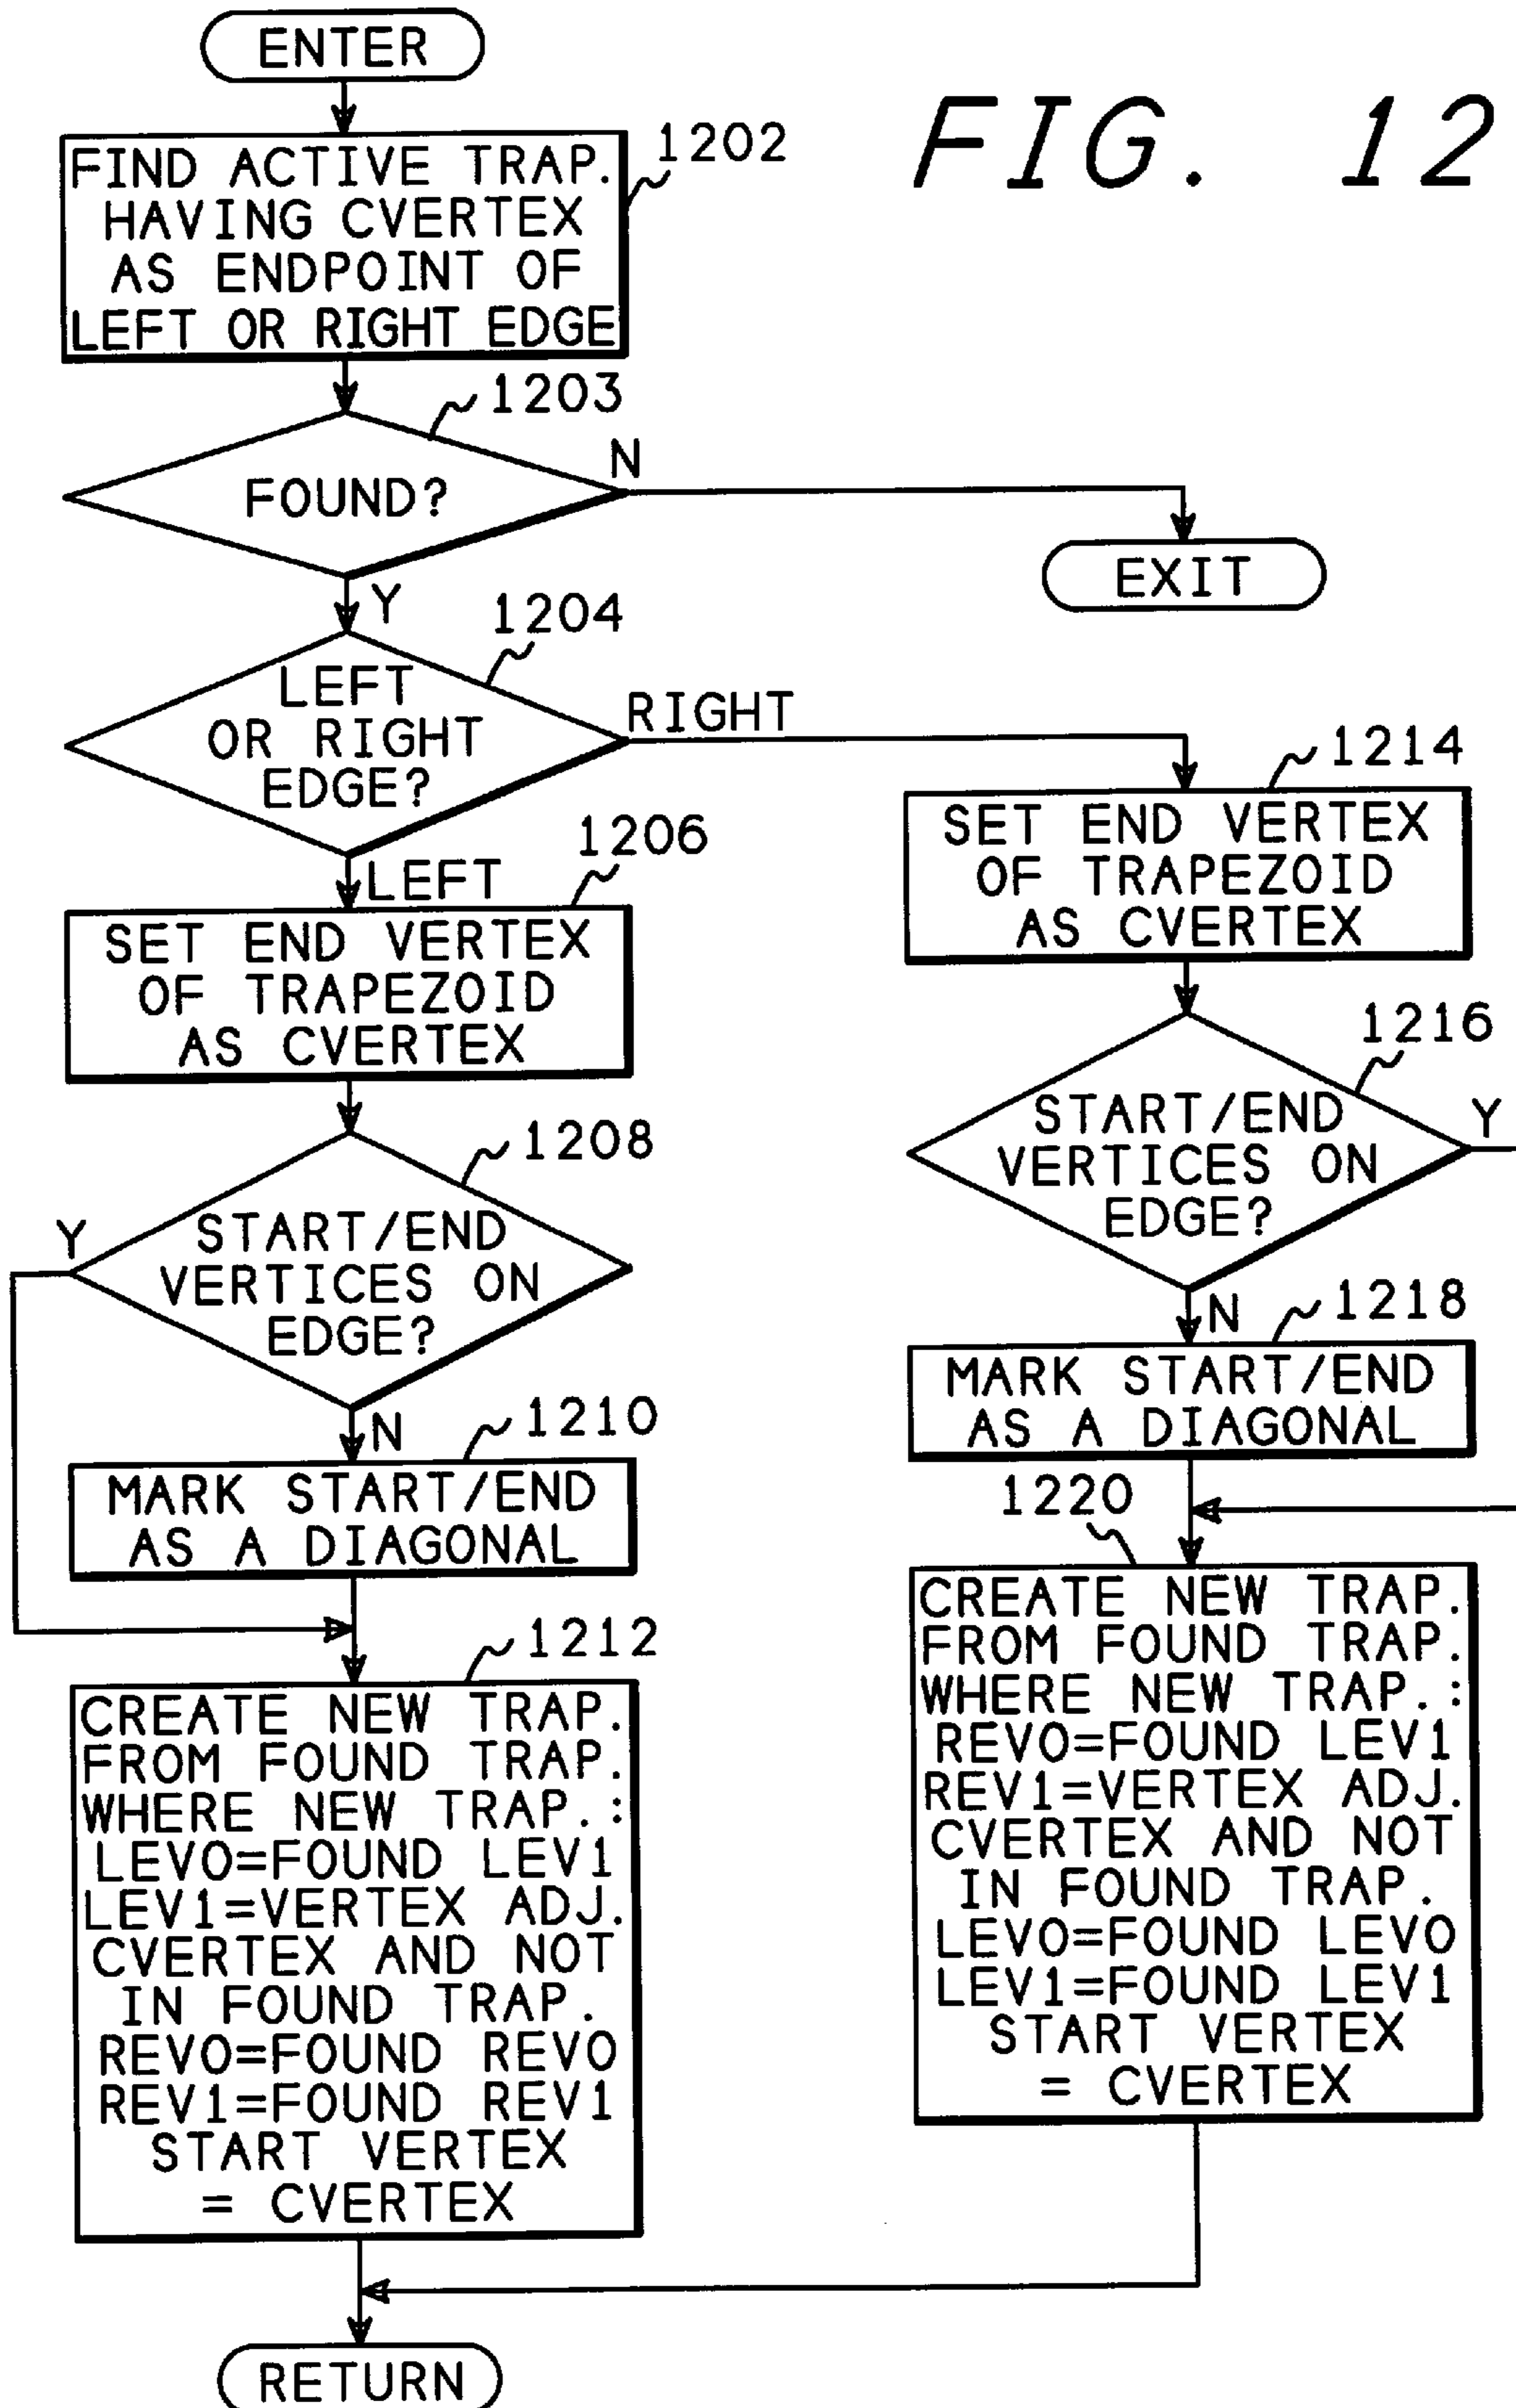 ENTER
FIG. 12
1202
FIND ACTIVE TRAP.
HAVING CVERTEX
AS ENDPOINT OF
LEFT OR RIGHT EDGE
1203
FOUND?
N
EXIT
Y
1204
LEFT
OR RIGHT
EDGE?
RIGHT
LEFT
1206
SET END VERTEX
OF TRAPEZOID
AS CVERTEX
1208
START/END
VERTICES ON
EDGE?
Y
N
1210
MARK START/END
AS A DIAGONAL
1212
CREATE NEW TRAP.
FROM FOUND TRAP.
WHERE NEW TRAP.:
LEV0=FOUND LEV1
LEV1=VERTEX ADJ.
CVERTEX AND NOT
IN FOUND TRAP.
REV0=FOUND REV0
REV1=FOUND REV1
START VERTEX
= CVERTEX
1214
SET END VERTEX
OF TRAPEZOID
AS CVERTEX
1216
START/END
VERTICES ON
EDGE?
Y
N
1218
MARK START/END
AS A DIAGONAL
1220
CREATE NEW TRAP.
FROM FOUND TRAP.
WHERE NEW TRAP.:
REV0=FOUND LEV1
REV1=VERTEX ADJ.
CVERTEX AND NOT
IN FOUND TRAP.
LEV0=FOUND LEV0
LEV1=FOUND LEV1
START VERTEX
= CVERTEX
RETURN